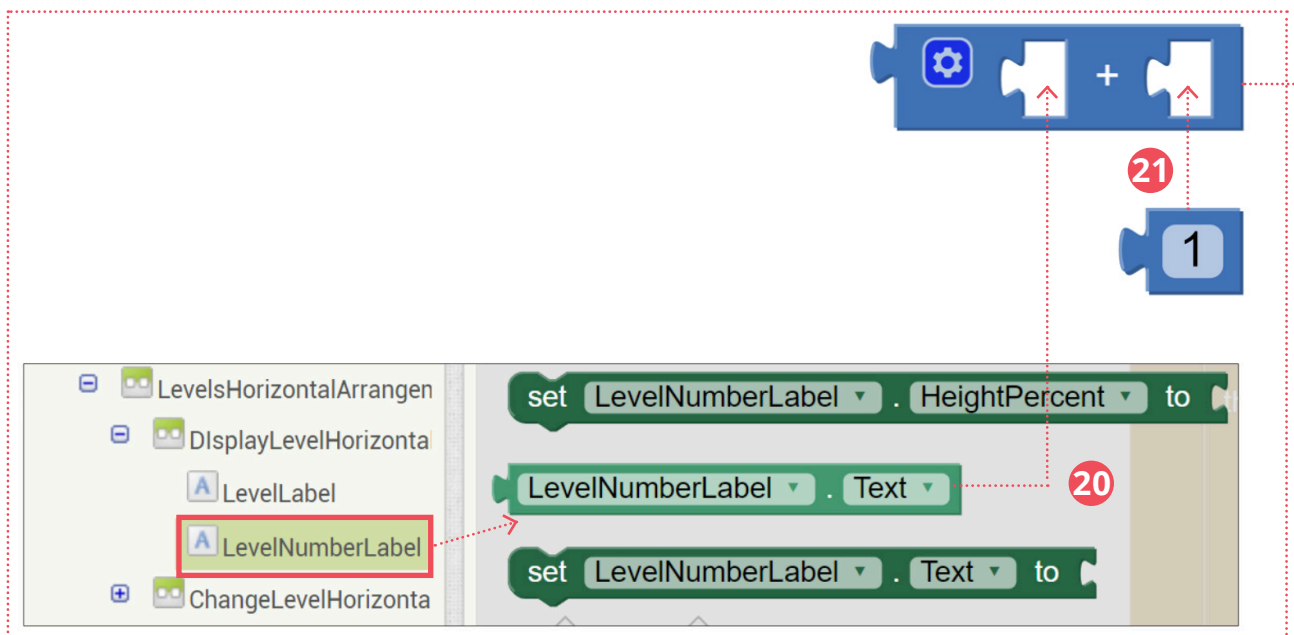 +
21
1
LevelsHorizontalArrangen
set LevelNumberLabel . HeightPercent to
DIsplayLevelHorizontal
LevelLabel
LevelNumberLabel . Text
20
LevelNumberLabel
set LevelNumberLabel . Text to
ChangeLevelHorizonta